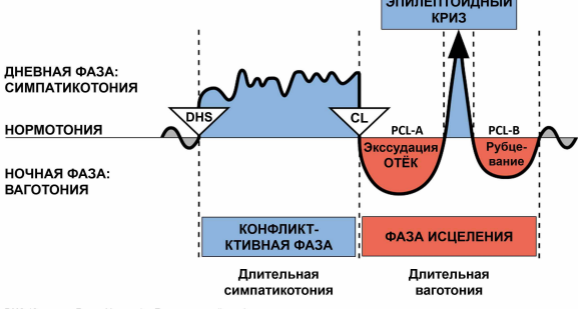 ЭПИЛЕПТОИДНЫЙ
КРИЗ
ДНЕВНАЯ ФАЗА:
СИМПАТИКОТОНИЯ
DHS
CL
НОРМОТОНИЯ
PCL-A
PCL-B
Экссудация
ОТЁК
Рубце-
вание
НОЧНАЯ ФАЗА:
ВАГОТОНИЯ
КОНФЛИКТ-
КТИВНАЯ ФАЗА
ФАЗА ИСЦЕЛЕНИЯ
Длительная
симпатикотония
Длительная
ваготония